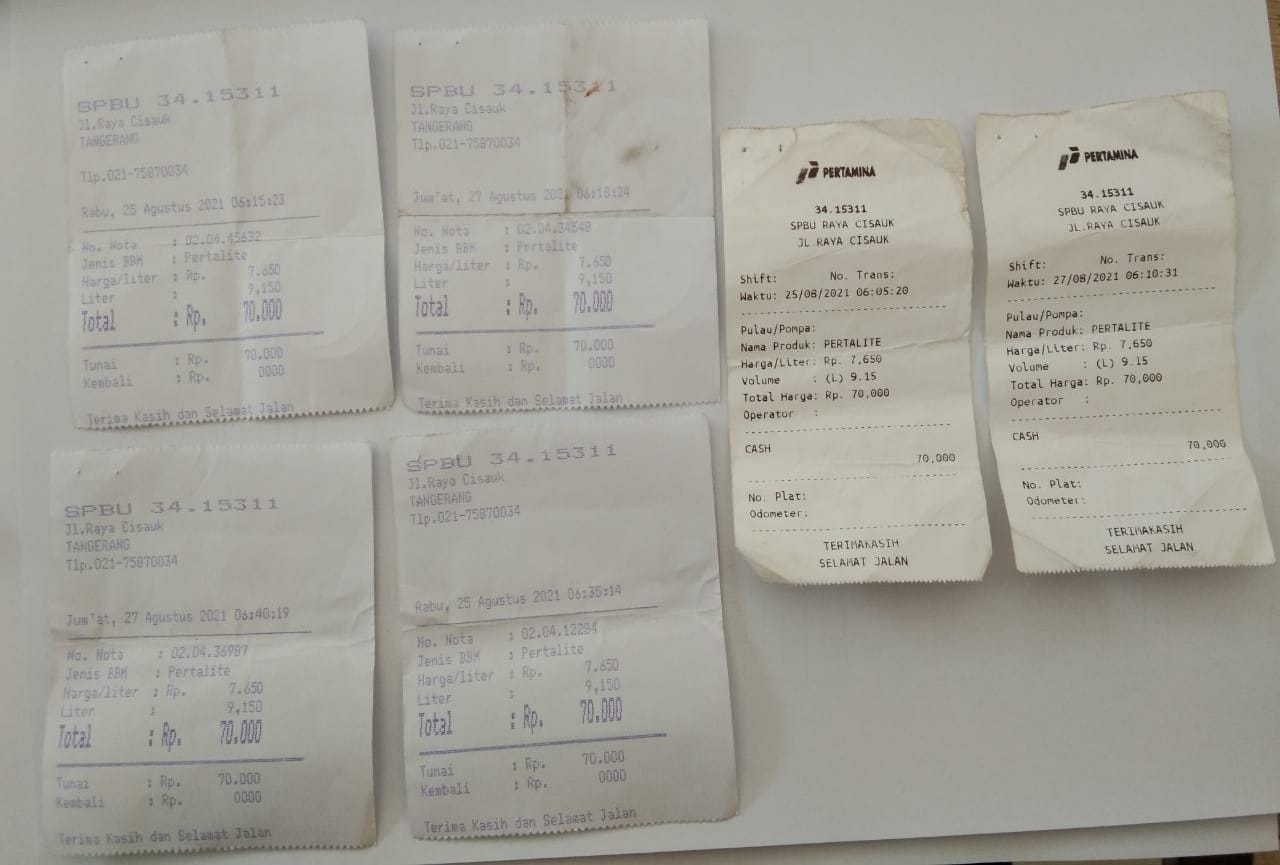 SPBU 34.15311
Jl.Raya Cisauk
TANGERANG
Tlp.021-75870034
Rabu, 25 Agustus 2021 06:15:23
No. Nota : 02.04.45632
Jenis BBM : Pertalite
Harga/liter : Rp. 7.650
Liter : 9,150
Total : Rp. 70.000
Tunai : Rp. 70.000
Kembali : Rp. 0000
Terima Kasih dan Selamat Jalan
SPBU 34.15311
Jl.Raya Cisauk
TANGERANG
Tlp.021-75870034
Jum'at, 27 Agustus 2021 06:18:24
No. Nota : 02.04.34548
Jenis BBM : Pertalite
Harga/liter : Rp. 7.650
Liter : 9,150
Total : Rp. 70.000
Tunai : Rp. 70.000
Kembali : Rp. 0000
Terima Kasih dan Selamat Jalan
PERTAMINA
34.15311
SPBU RAYA CISAUK
JL.RAYA CISAUK
Shift: No. Trans:
Waktu: 25/08/2021 06:05:20
Pulau/Pompa:
Nama Produk: PERTALITE
Harga/Liter: Rp. 7,650
Volume : (L) 9.15
Total Harga: Rp. 70,000
Operator :
CASH
70,000
No. Plat:
Odometer:
TERIMAKASIH
SELAMAT JALAN
PERTAMINA
34.15311
SPBU RAYA CISAUK
JL.RAYA CISAUK
Shift: No. Trans:
Waktu: 27/08/2021 06:10:31
Pulau/Pompa:
Nama Produk: PERTALITE
Harga/Liter: Rp. 7,650
Volume : (L) 9.15
Total Harga: Rp. 70,000
Operator :
CASH
70,000
No. Plat:
Odometer:
TERIMAKASIH
SELAMAT JALAN
SPBU 34.15311
Jl.Raya Cisauk
TANGERANG
Tlp.021-75870034
Jum'at, 27 Agustus 2021 06:40:19
No. Nota : 02.04.36987
Jenis BBM : Pertalite
Harga/liter : Rp. 7.650
Liter : 9,150
Total : Rp. 70.000
Tunai : Rp. 70.000
Kembali : Rp. 0000
Terima Kasih dan Selamat Jalan
SPBU 34.15311
Jl.Raya Cisauk
TANGERANG
Tlp.021-75870034
Rabu, 25 Agustus 2021 06:35:14
No. Nota : 02.04.12284
Jenis BBM : Pertalite
Harga/liter : Rp. 7.650
Liter : 9,150
Total : Rp. 70.000
Tunai : Rp. 70.000
Kembali : Rp. 0000
Terima Kasih dan Selamat Jalan